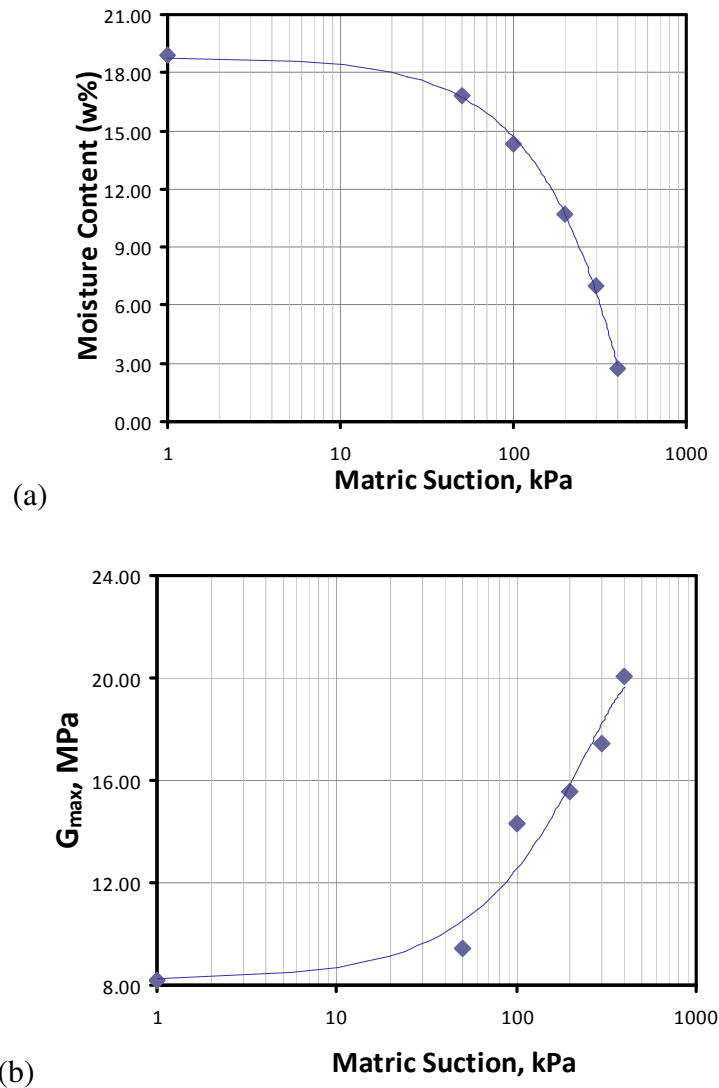 21.00
18.00
15.00
12.00
9.00
6.00
3.00
0.00
Moisture Content (w%)
1 10 100 1000
Matric Suction, kPa
(a)
24.00
20.00
16.00
12.00
8.00
Gmax, MPa
1 10 100 1000
Matric Suction, kPa
(b)